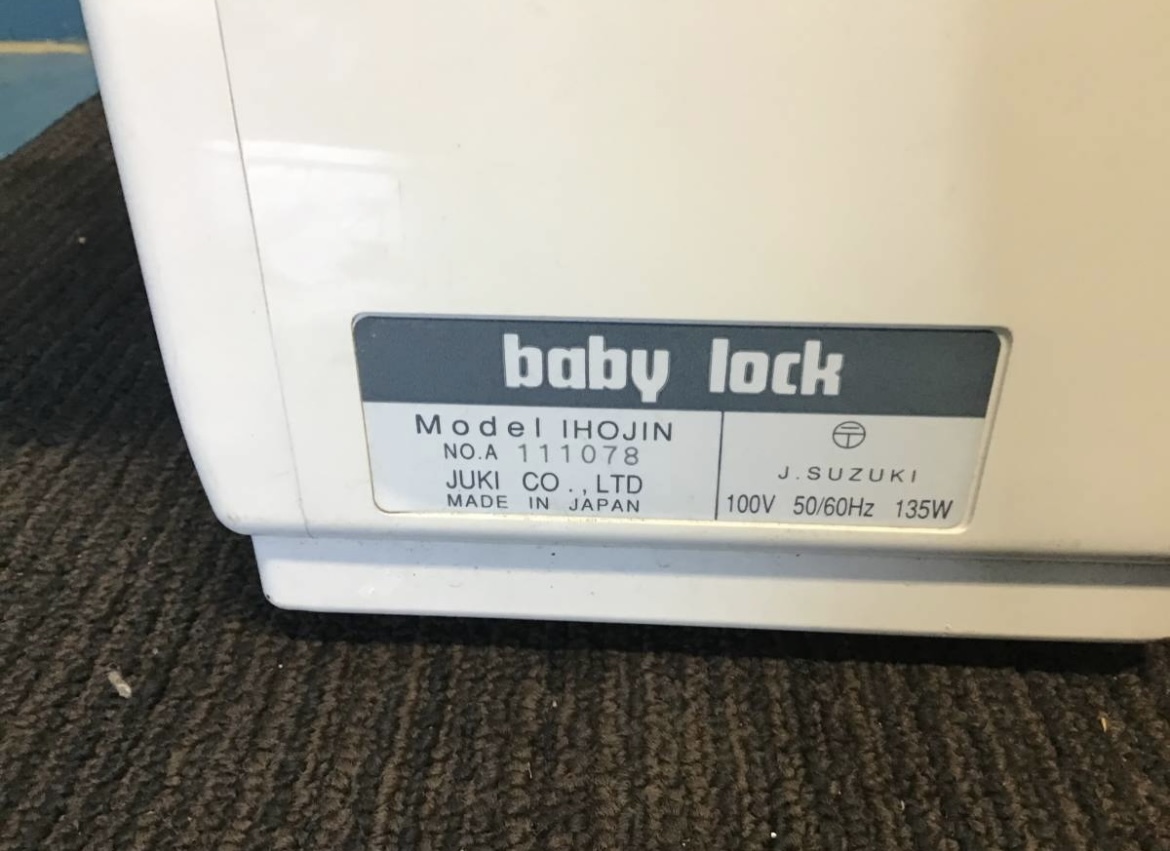 baby lock
Model IHOJIN
NO.A 111078
JUKI CO., LTD
MADE IN JAPAN
〒
J.SUZUKI
100V 50/60Hz 135W